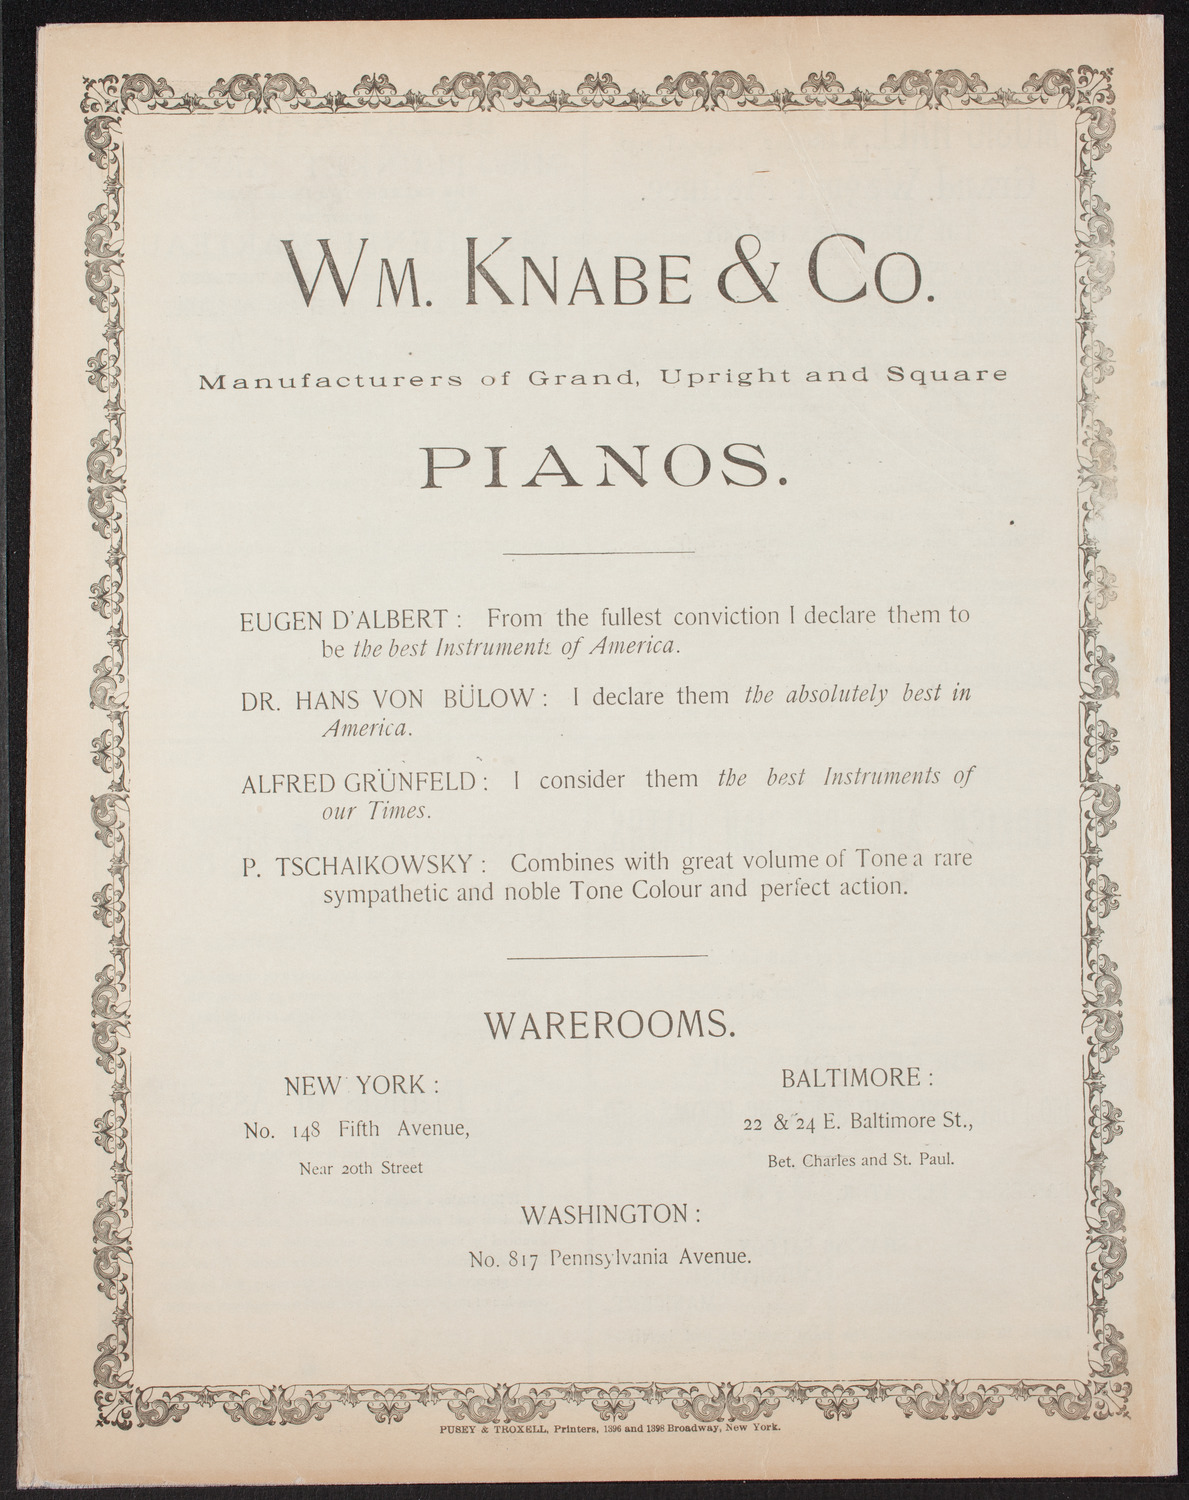 WM. KNABE & CO.
Manufacturers of Grand, Upright and Square
PIANOS.
EUGEN D'ALBERT : From the fullest conviction I declare them to
be the best Instruments of America.
DR. HANS VON BÜLOW : I declare them the absolutely best in
America.
ALFRED GRÜNFELD : I consider them the best Instruments of
our Times.
P. TSCHAIKOWSKY : Combines with great volume of Tone a rare
sympathetic and noble Tone Colour and perfect action.
WAREROOMS.
NEW YORK :
No. 148 Fifth Avenue,
Near 20th Street
BALTIMORE :
22 & 24 E. Baltimore St.,
Bet. Charles and St. Paul.
WASHINGTON :
No. 817 Pennsylvania Avenue.
PUSEY & TROXELL, Printers, 1396 and 1398 Broadway, New York.